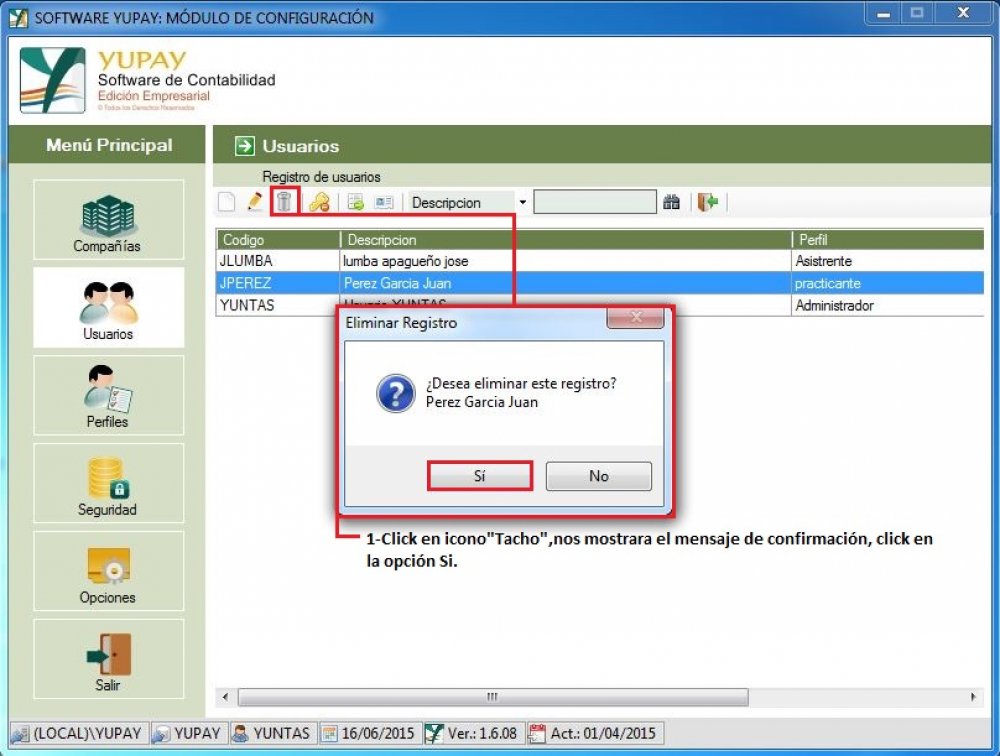 SOFTWARE YUPAY: MÓDULO DE CONFIGURACIÓN
YUPAY
Software de Contabilidad
Edición Empresarial
© Todos los Derechos Reservados
Menú Principal
Usuarios
Registro de usuarios
Descripcion
Compañías
Usuarios
Perfiles
Seguridad
Opciones
Salir
Codigo Descripcion Perfil
JLUMBA lumba apagueño jose Asistente
JPEREZ Perez Garcia Juan practicante
YUNTAS Usuario YUNTAS Administrador
Eliminar Registro
¿Desea eliminar este registro?
Perez Garcia Juan
Sí No
1-Click en icono"Tacho",nos mostrara el mensaje de confirmación, click en
la opción Si.
(LOCAL)\YUPAY YUPAY YUNTAS 16/06/2015 Ver.: 1.6.08 Act.: 01/04/2015